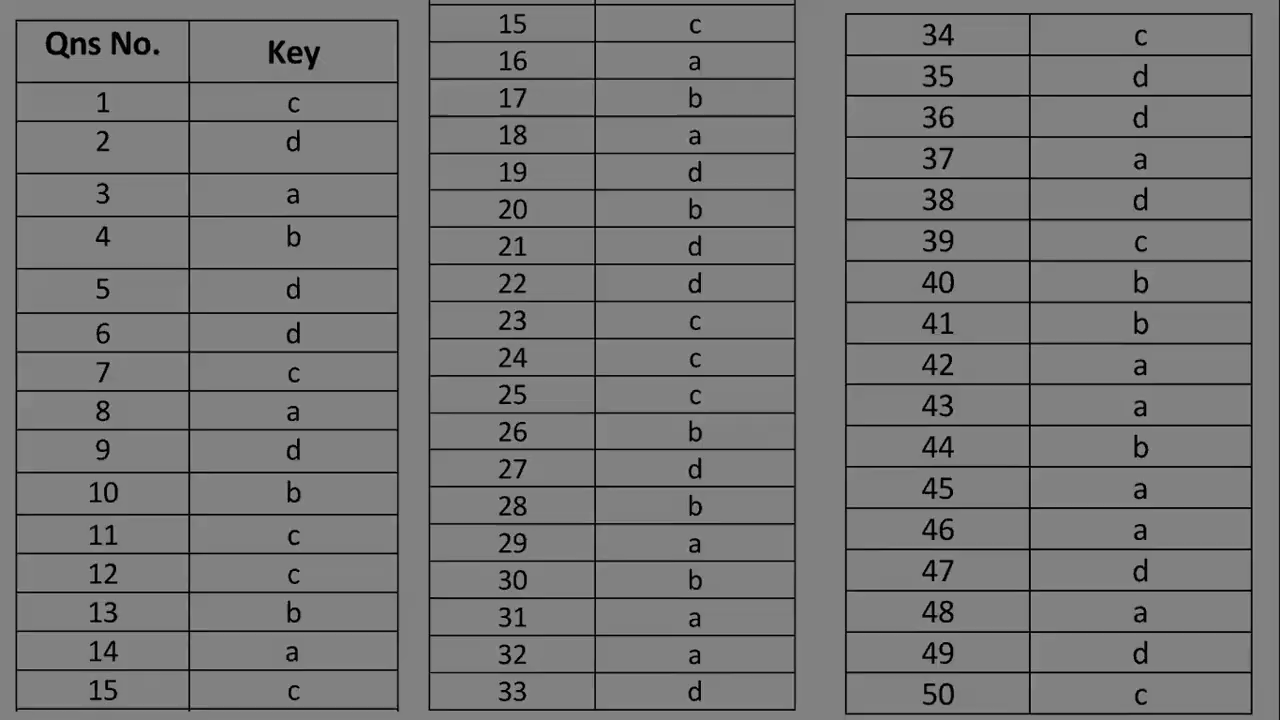 Qns No. Key
1 c
2 d
3 a
4 b
5 d
6 d
7 c
8 a
9 d
10 b
11 c
12 c
13 b
14 a
15 c
15 c
16 a
17 b
18 a
19 d
20 b
21 d
22 d
23 c
24 c
25 c
26 b
27 d
28 b
29 a
30 b
31 a
32 a
33 d
34 c
35 d
36 d
37 a
38 d
39 c
40 b
41 b
42 a
43 a
44 b
45 a
46 a
47 d
48 a
49 d
50 c